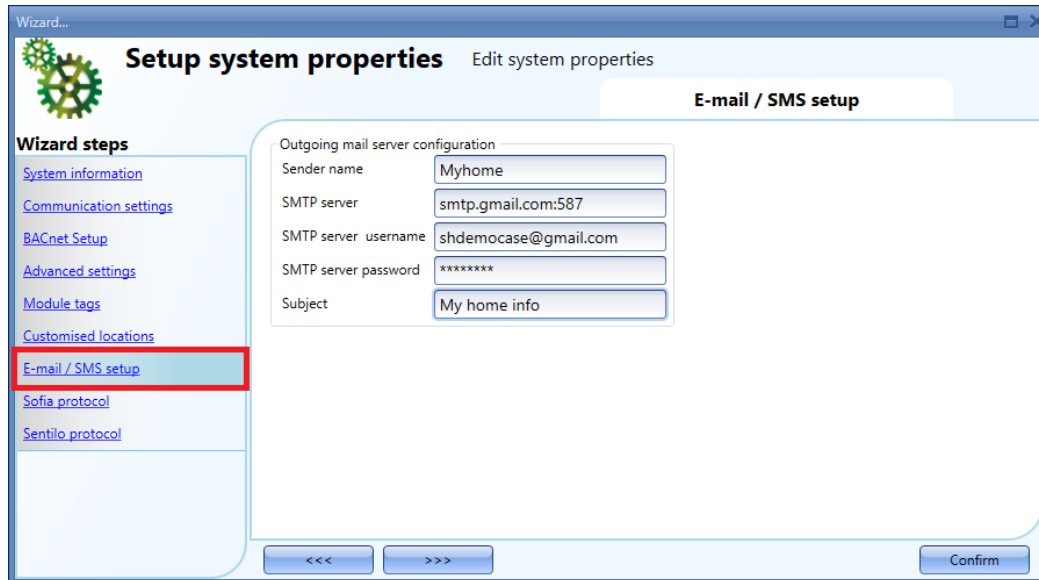 Wizard...
Setup system properties Edit system properties
E-mail / SMS setup
Wizard steps
System information
Communication settings
BACnet Setup
Advanced settings
Module tags
Customised locations
E-mail / SMS setup
Sofia protocol
Sentilo protocol
Outgoing mail server configuration
Sender name Myhome
SMTP server smtp.gmail.com:587
SMTP server username shdemocase@gmail.com
SMTP server password ********
Subject My home info
<<< >>> Confirm